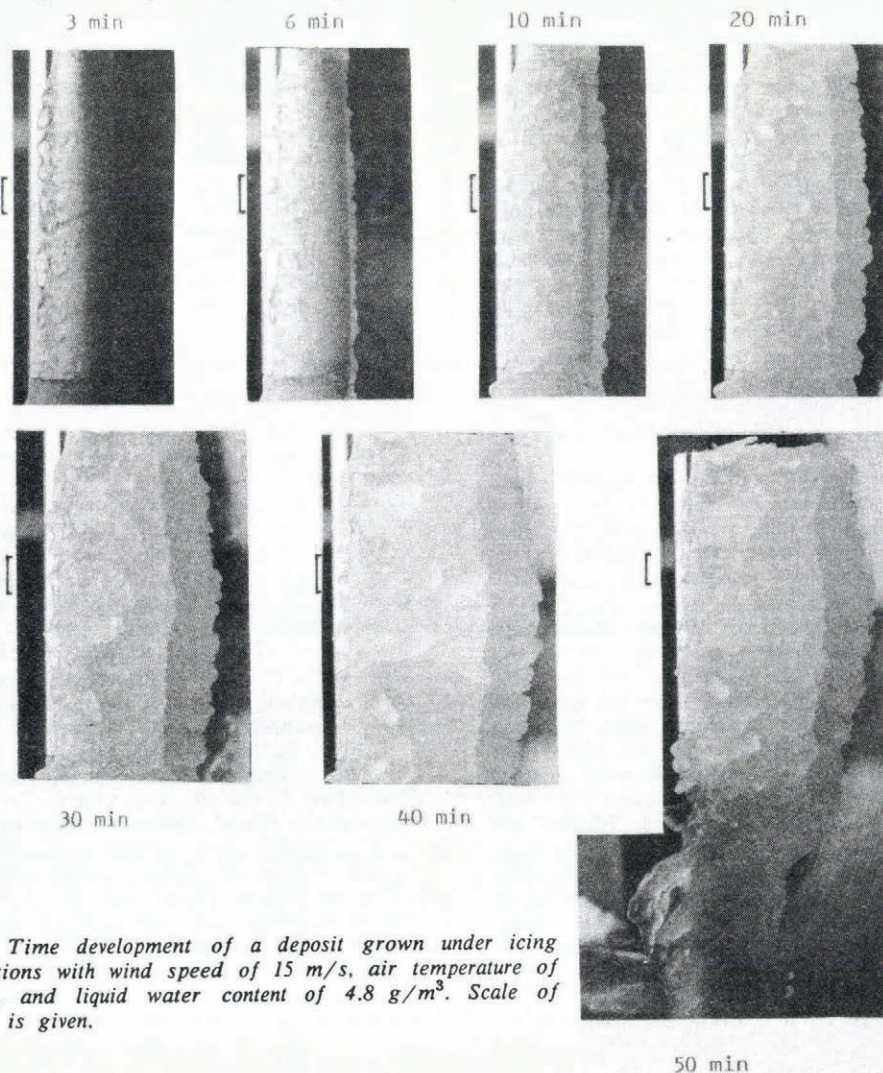 3 min 6 min 10 min 20 min
30 min 40 min
Time development of a deposit grown under icing
tions with wind speed of 15 m/s, air temperature of
and liquid water content of 4.8 g/m³. Scale of
is given.
50 min